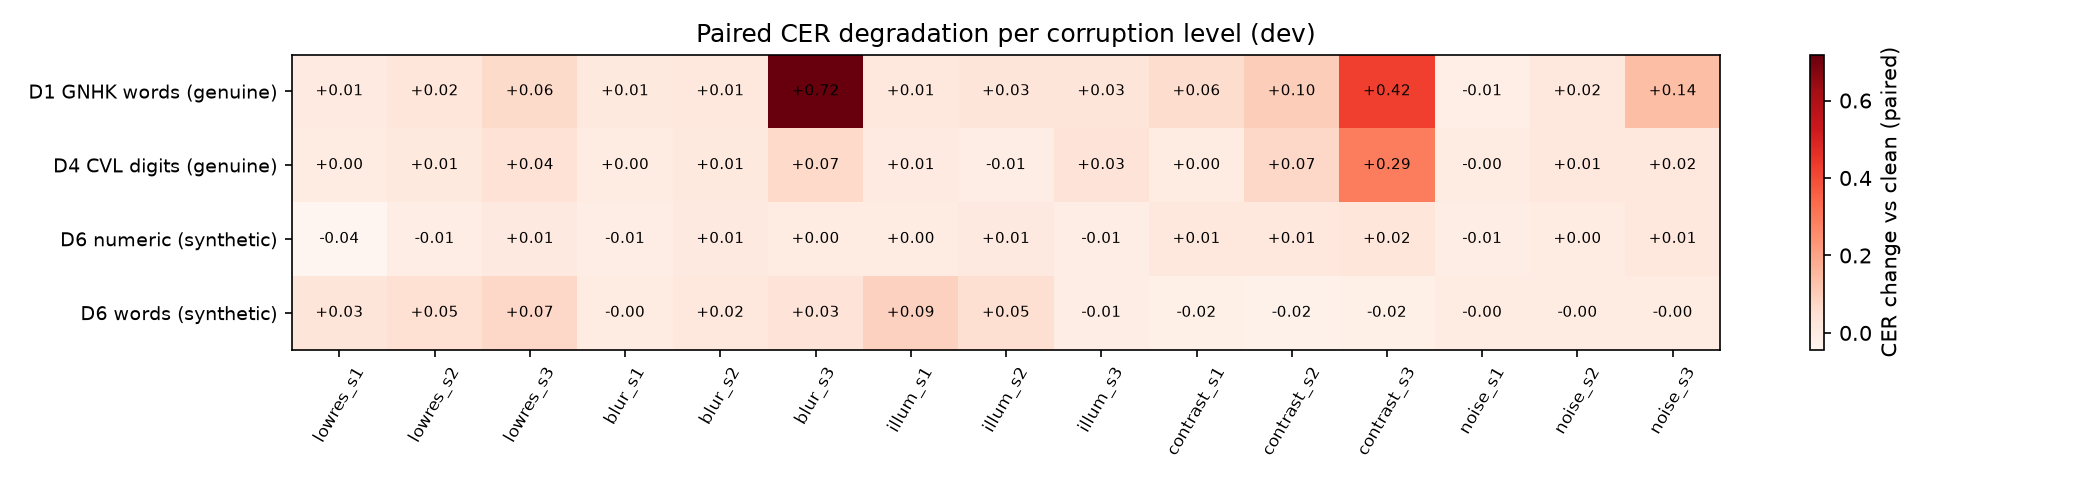 Paired CER degradation per corruption level (dev)
D1 GNHK words (genuine) +0.01 +0.02 +0.06 +0.01 +0.01 +0.72 +0.01 +0.03 +0.03 +0.06 +0.10 +0.42 -0.01 +0.02 +0.14
D4 CVL digits (genuine) +0.00 +0.01 +0.04 +0.00 +0.01 +0.07 +0.01 -0.01 +0.03 +0.00 +0.07 +0.29 -0.00 +0.01 +0.02
D6 numeric (synthetic) -0.04 -0.01 +0.01 -0.01 +0.01 +0.00 +0.00 +0.01 -0.01 +0.01 +0.01 +0.02 -0.01 +0.00 +0.01
D6 words (synthetic) +0.03 +0.05 +0.07 -0.00 +0.02 +0.03 +0.09 +0.05 -0.01 -0.02 -0.02 -0.02 -0.00 -0.00 -0.00
lowres_s1 lowres_s2 lowres_s3 blur_s1 blur_s2 blur_s3 illum_s1 illum_s2 illum_s3 contrast_s1 contrast_s2 contrast_s3 noise_s1 noise_s2 noise_s3
0.6
0.4
0.2
0.0
CER change vs clean (paired)